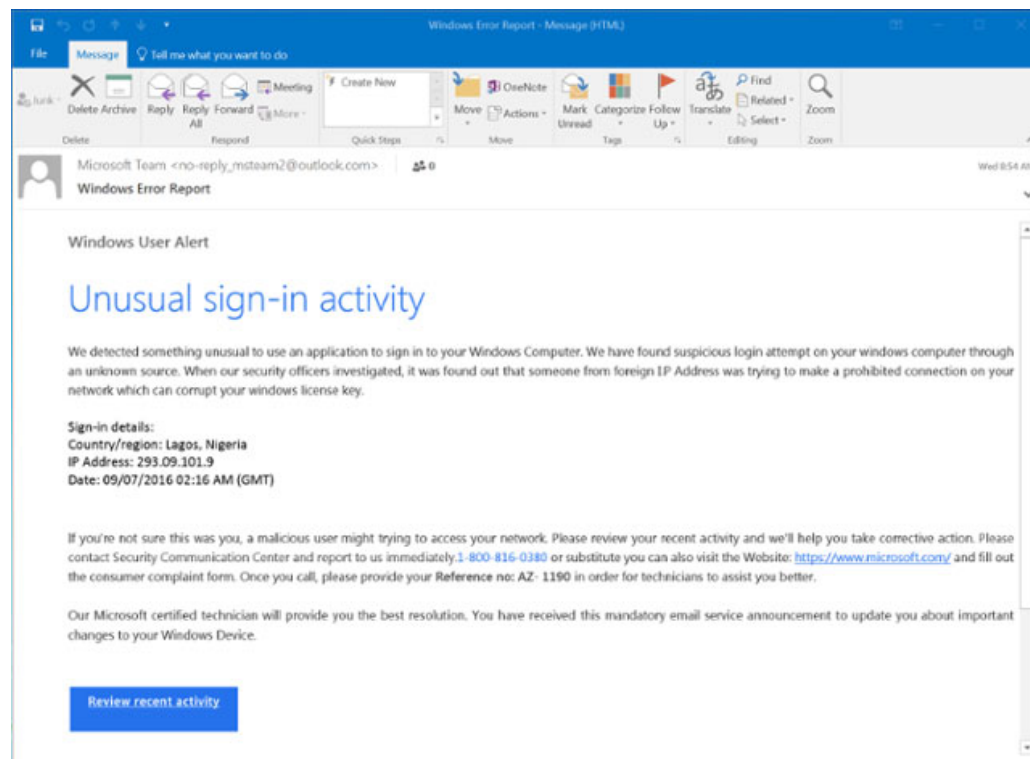 Windows Error Report - Message (HTML)
File Message Tell me what you want to do
Junk
Delete Archive Reply Reply All Forward Meeting More
Create New
Move OneNote Actions
Mark Unread Categorize Follow Up
Translate Find Related Select
Zoom
Delete Respond Quick Steps Move Tags Editing Zoom
Microsoft Team <no-reply_msteam2@outlook.com> 0 Wed 8:54 AM
Windows Error Report
Windows User Alert
Unusual sign-in activity
We detected something unusual to use an application to sign in to your Windows Computer. We have found suspicious login attempt on your windows computer through
an unknown source. When our security officers investigated, it was found out that someone from foreign IP Address was trying to make a prohibited connection on your
network which can corrupt your windows license key.
Sign-in details:
Country/region: Lagos, Nigeria
IP Address: 293.09.101.9
Date: 09/07/2016 02:16 AM (GMT)
If you're not sure this was you, a malicious user might trying to access your network. Please review your recent activity and we'll help you take corrective action. Please
contact Security Communication Center and report to us immediately.1-800-816-0380 or substitute you can also visit the Website: https://www.microsoft.com/ and fill out
the consumer complaint form. Once you call, please provide your Reference no: AZ- 1190 in order for technicians to assist you better.
Our Microsoft certified technician will provide you the best resolution. You have received this mandatory email service announcement to update you about important
changes to your Windows Device.
Review recent activity